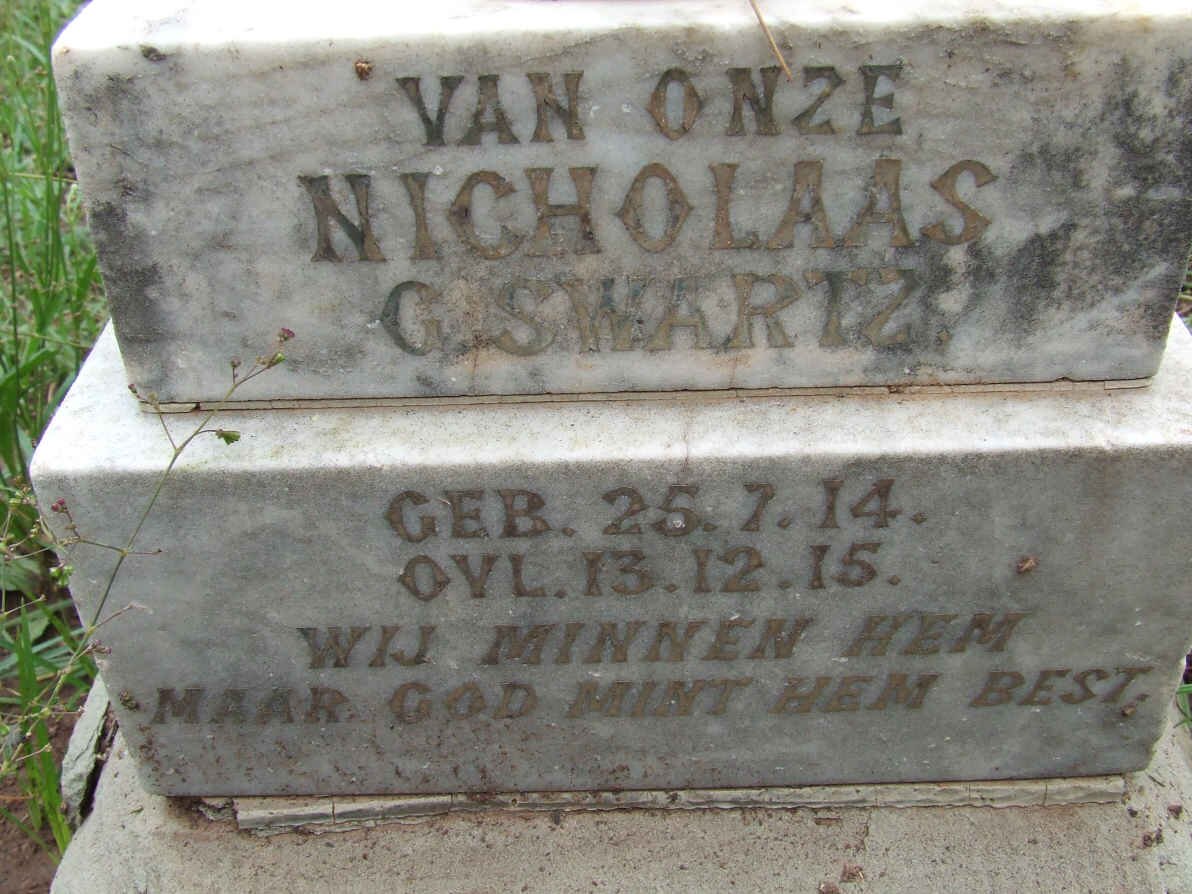 VAN ONZE
NICHOLAAS
G SWARTZ.
GEB. 25.7.14.
OVL. 13.12.15.
WIJ MINNEN HEM
MAAR GOD MINT HEM BEST.